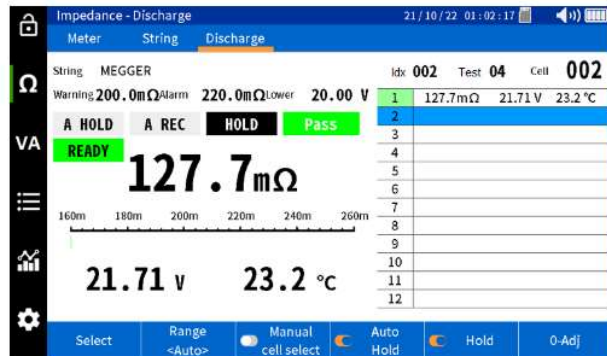 Impedance - Discharge 21/10/22 01:02:17
Meter String Discharge
String MEGGER Idx 002 Test 04 Cell 002
Warning 200.0mΩ Alarm 220.0mΩ Lower 20.00 V
1 127.7mΩ 21.71 V 23.2 °C
A HOLD A REC HOLD Pass
2
READY
3
Ω
VA
127.7mΩ
4
5
6
160m 180m 200m 220m 240m 260m
7
8
9
21.71 V 23.2 °C
10
11
12
Select
Range
<Auto>
Manual
cell select
Auto
Hold
Hold
0-Adj